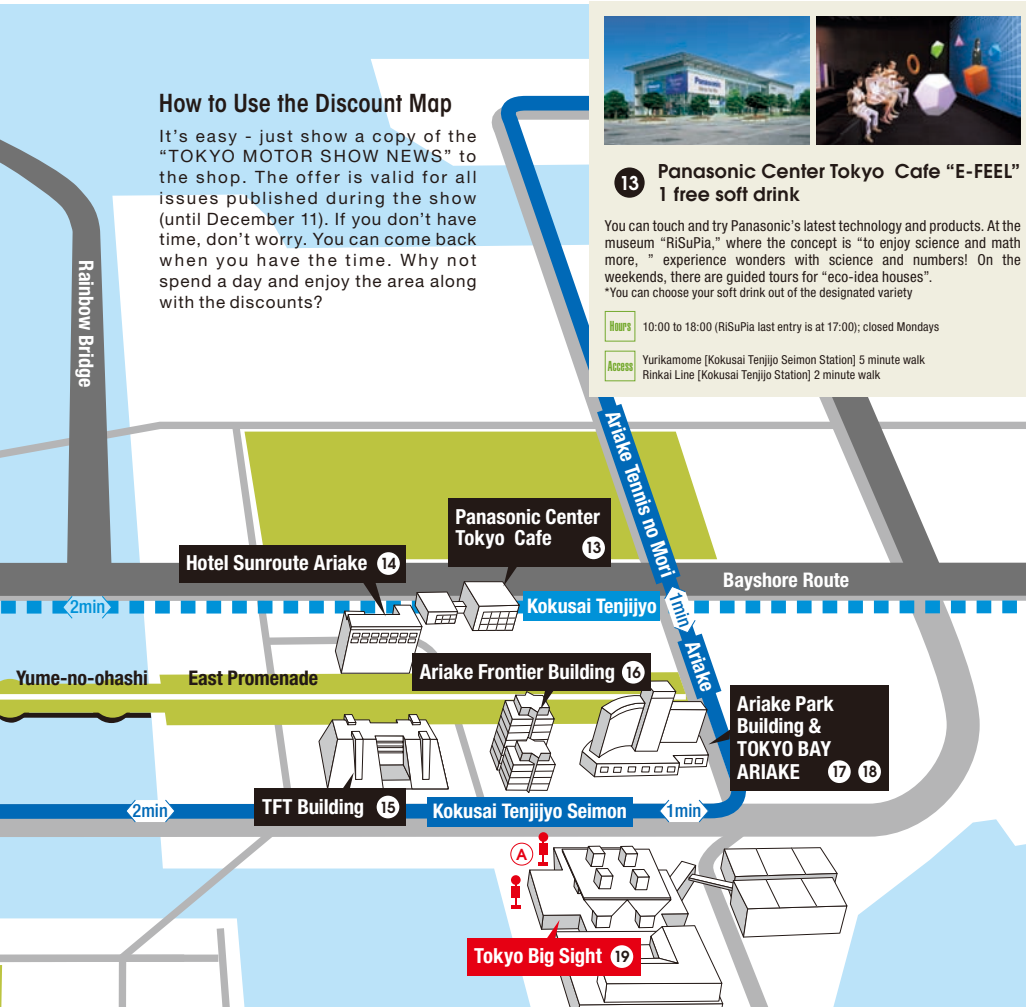 How to Use the Discount Map
It's easy - just show a copy of the
“TOKYO MOTOR SHOW NEWS” to
the shop. The offer is valid for all
issues published during the show
(until December 11). If you don't have
time, don't worry. You can come back
when you have the time. Why not
spend a day and enjoy the area along
with the discounts?
Panasonic
13 Panasonic Center Tokyo Cafe “E-FEEL”
1 free soft drink
You can touch and try Panasonic's latest technology and products. At the
museum “RiSuPia,” where the concept is “to enjoy science and math
more, ” experience wonders with science and numbers! On the
weekends, there are guided tours for “eco-idea houses”.
*You can choose your soft drink out of the designated variety
Hours 10:00 to 18:00 (RiSuPia last entry is at 17:00); closed Mondays
Access Yurikamome [Kokusai Tenjijo Seimon Station] 5 minute walk
Rinkai Line [Kokusai Tenjijo Station] 2 minute walk
Rainbow Bridge
Ariake Tennis no Mori
Panasonic Center
Tokyo Cafe 13
Hotel Sunroute Ariake 14
Bayshore Route
2min
Kokusai Tenjijyo
1min
Ariake
Yume-no-ohashi
East Promenade
Ariake Frontier Building 16
Ariake Park
Building &
TOKYO BAY
ARIAKE 17 18
2min
TFT Building 15
Kokusai Tenjijyo Seimon
1min
A
Tokyo Big Sight 19